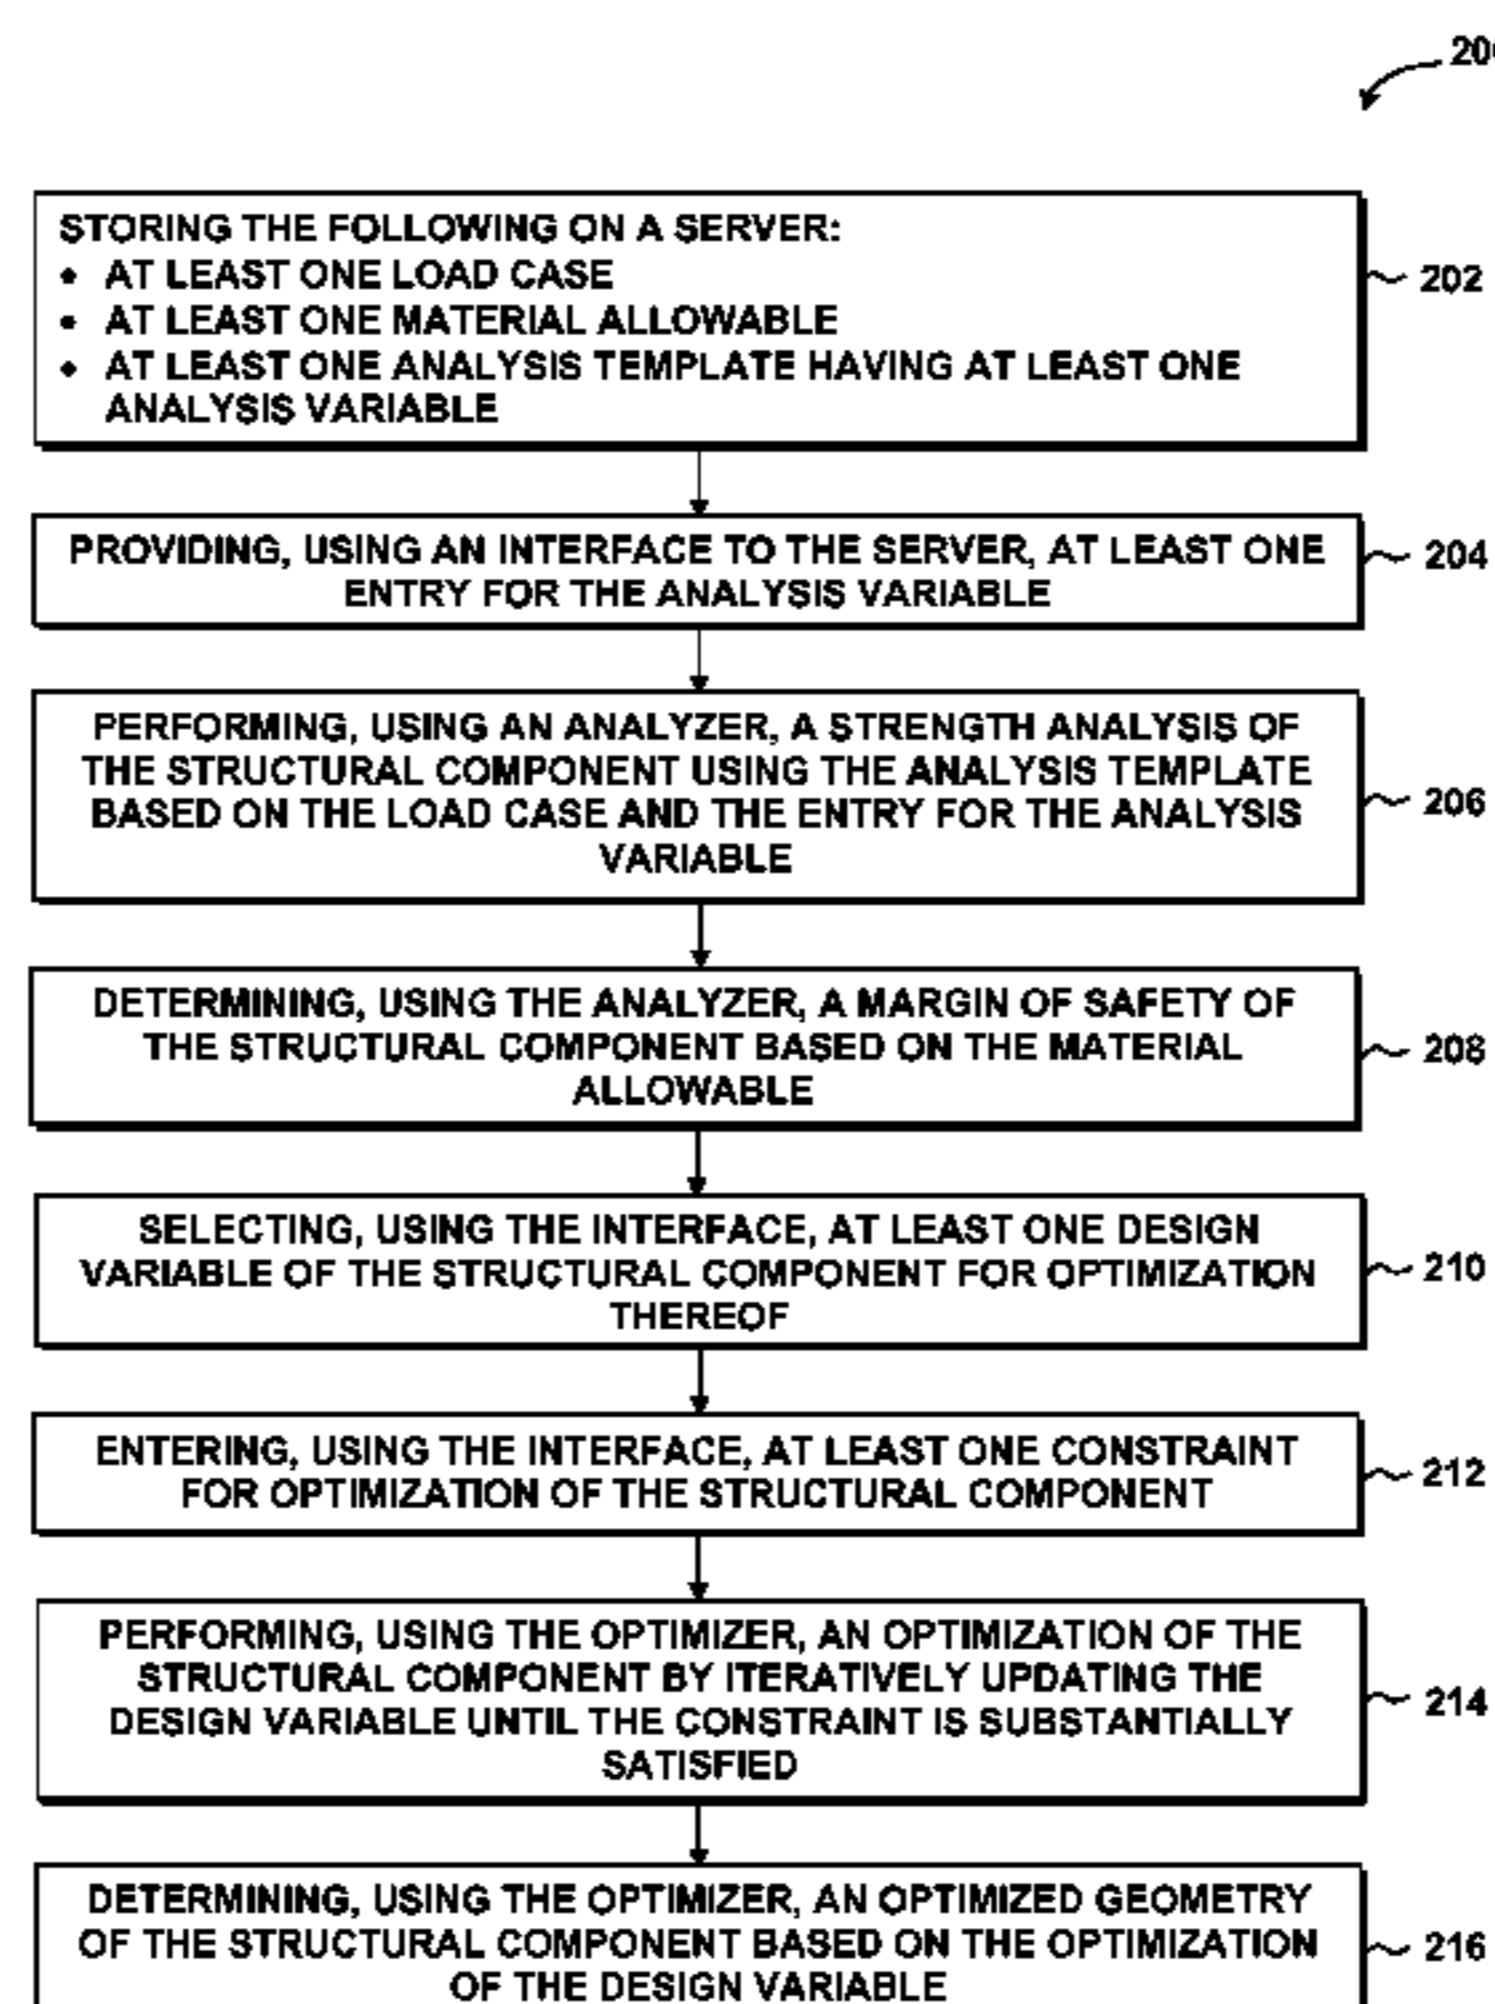 STORING THE FOLLOWING ON A SERVER:
• AT LEAST ONE LOAD CASE
• AT LEAST ONE MATERIAL ALLOWABLE
• AT LEAST ONE ANALYSIS TEMPLATE HAVING AT LEAST ONE
ANALYSIS VARIABLE
202
PROVIDING, USING AN INTERFACE TO THE SERVER, AT LEAST ONE
ENTRY FOR THE ANALYSIS VARIABLE
204
PERFORMING, USING AN ANALYZER, A STRENGTH ANALYSIS OF
THE STRUCTURAL COMPONENT USING THE ANALYSIS TEMPLATE
BASED ON THE LOAD CASE AND THE ENTRY FOR THE ANALYSIS
VARIABLE
206
DETERMINING, USING THE ANALYZER, A MARGIN OF SAFETY OF
THE STRUCTURAL COMPONENT BASED ON THE MATERIAL
ALLOWABLE
208
SELECTING, USING THE INTERFACE, AT LEAST ONE DESIGN
VARIABLE OF THE STRUCTURAL COMPONENT FOR OPTIMIZATION
THEREOF
210
ENTERING, USING THE INTERFACE, AT LEAST ONE CONSTRAINT
FOR OPTIMIZATION OF THE STRUCTURAL COMPONENT
212
PERFORMING, USING THE OPTIMIZER, AN OPTIMIZATION OF THE
STRUCTURAL COMPONENT BY ITERATIVELY UPDATING THE
DESIGN VARIABLE UNTIL THE CONSTRAINT IS SUBSTANTIALLY
SATISFIED
214
DETERMINING, USING THE OPTIMIZER, AN OPTIMIZED GEOMETRY
OF THE STRUCTURAL COMPONENT BASED ON THE OPTIMIZATION
OF THE DESIGN VARIABLE
216